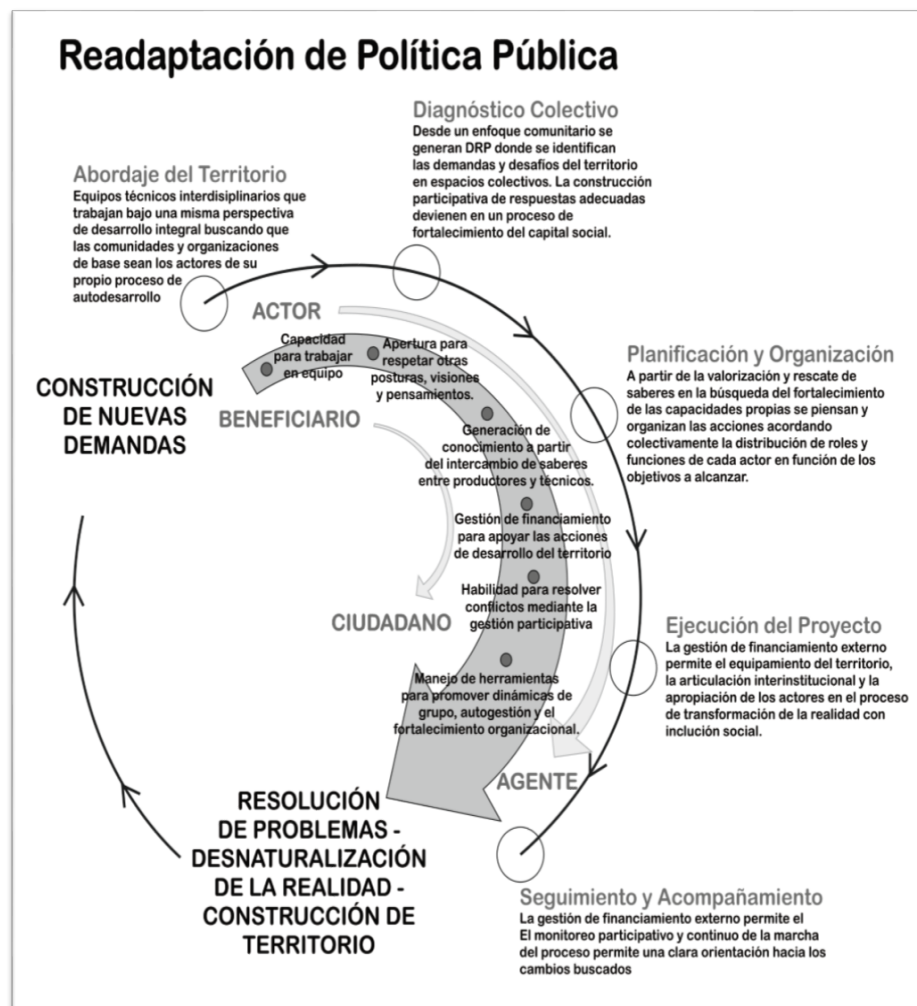 Readaptación de Política Pública
Diagnóstico Colectivo
Desde un enfoque comunitario se
generan DRP donde se identifican
las demandas y desafíos del territorio
en espacios colectivos. La construcción
participativa de respuestas adecuadas
devienen en un proceso de
fortalecimiento del capital social.
Abordaje del Territorio
Equipos técnicos interdisiplinarios que
trabajan bajo una misma perspectiva
de desarrollo integral buscando que
las comunidades y organizaciones
de base sean los actores de su
propio proceso de
autodesarrollo
ACTOR
Capacidad
para trabajar
en equipo
Apertura para
respetar otras
posturas, visiones
y pensamientos.
Planificación y Organización
A partir de la valorización y rescate de
saberes en la búsqueda del fortalecimiento
de las capacidades propias se piensan y
organizan las acciones acordando
colectivamente la distribución de roles y
funciones de cada actor en función de los
objetivos a alcanzar.
CONSTRUCCIÓN
DE NUEVAS
DEMANDAS
BENEFICIARIO
Generación de
conocimiento a partir
del intercambio de saberes
entre productores y técnicos.
Gestión de financiamiento
para apoyar las acciones
de desarrollo del territorio
Habilidad para resolver
conflictos mediante la
gestión participativa
CIUDADANO
Ejecución del Proyecto
La gestión de financiamiento externo
permite el equipamiento del territorio,
la articulación interinstitucional y la
apropiación de los actores en el proceso
de transformación de la realidad con
inclusión social.
Manejo de herramientas
para promover dinámicas de
grupo, autogestión y el
fortalecimiento organizacional.
AGENTE
RESOLUCIÓN
DE PROBLEMAS -
DESNATURALIZACIÓN
DE LA REALIDAD -
CONSTRUCCIÓN DE
TERRITORIO
Seguimiento y Acompañamiento
La gestión de financiamiento externo permite el
El monitoreo participativo y continuo de la marcha
del proceso permite una clara orientación hacia los
cambios buscados